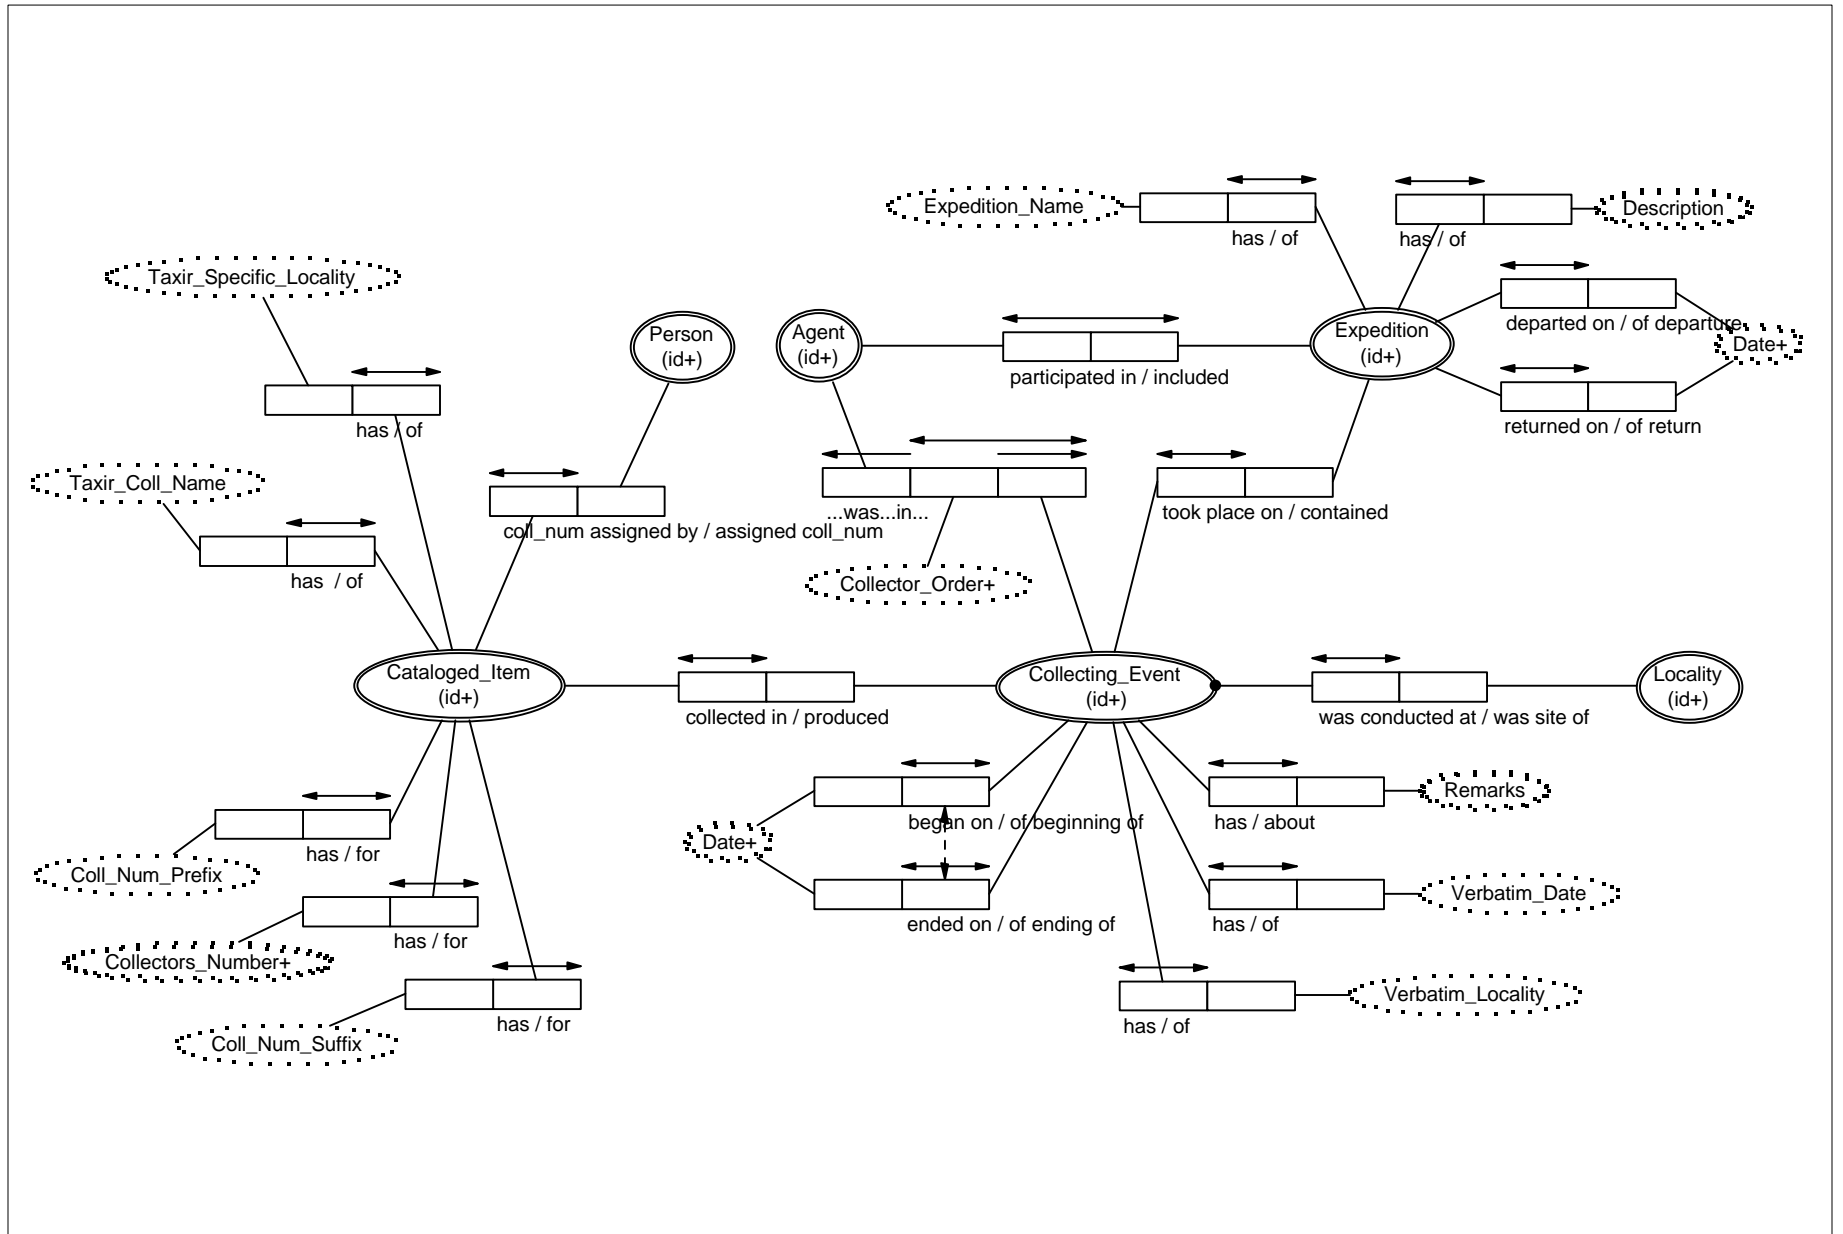 Expedition_Name
has / of
Description
has / of
Taxir_Specific_Locality
has / of
Person
(id+)
Agent
(id+)
participated in / included
Expedition
(id+)
departed on / of departure
Date+
returned on / of return
Taxir_Coll_Name
has / of
coll_num assigned by / assigned coll_num
...was...in...
Collector_Order+
took place on / contained
Cataloged_Item
(id+)
collected in / produced
Collecting_Event
(id+)
was conducted at / was site of
Locality
(id+)
began on / of beginning of
Date+
ended on / of ending of
has / about
Remarks
has / of
Verbatim_Date
has / of
Verbatim_Locality
has / for
Coll_Num_Prefix
has / for
Collectors_Number+
has / for
Coll_Num_Suffix